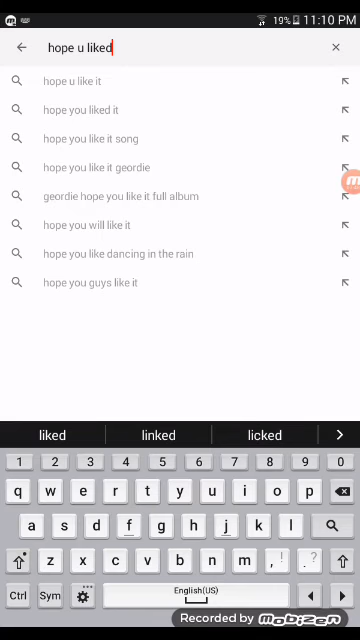 19% 11:10 PM
hope u liked
hope u like it
hope you liked it
hope you like it song
hope you like it geordie
geordie hope you like it full album
hope you will like it
hope you like dancing in the rain
hope you guys like it
liked linked licked
1 2 3 4 5 6 7 8 9 0
q w e r t y u i o p
a s d f g h j k l
z x c v b n m , ! . ?
Ctrl Sym English(US)
Recorded by mobizen